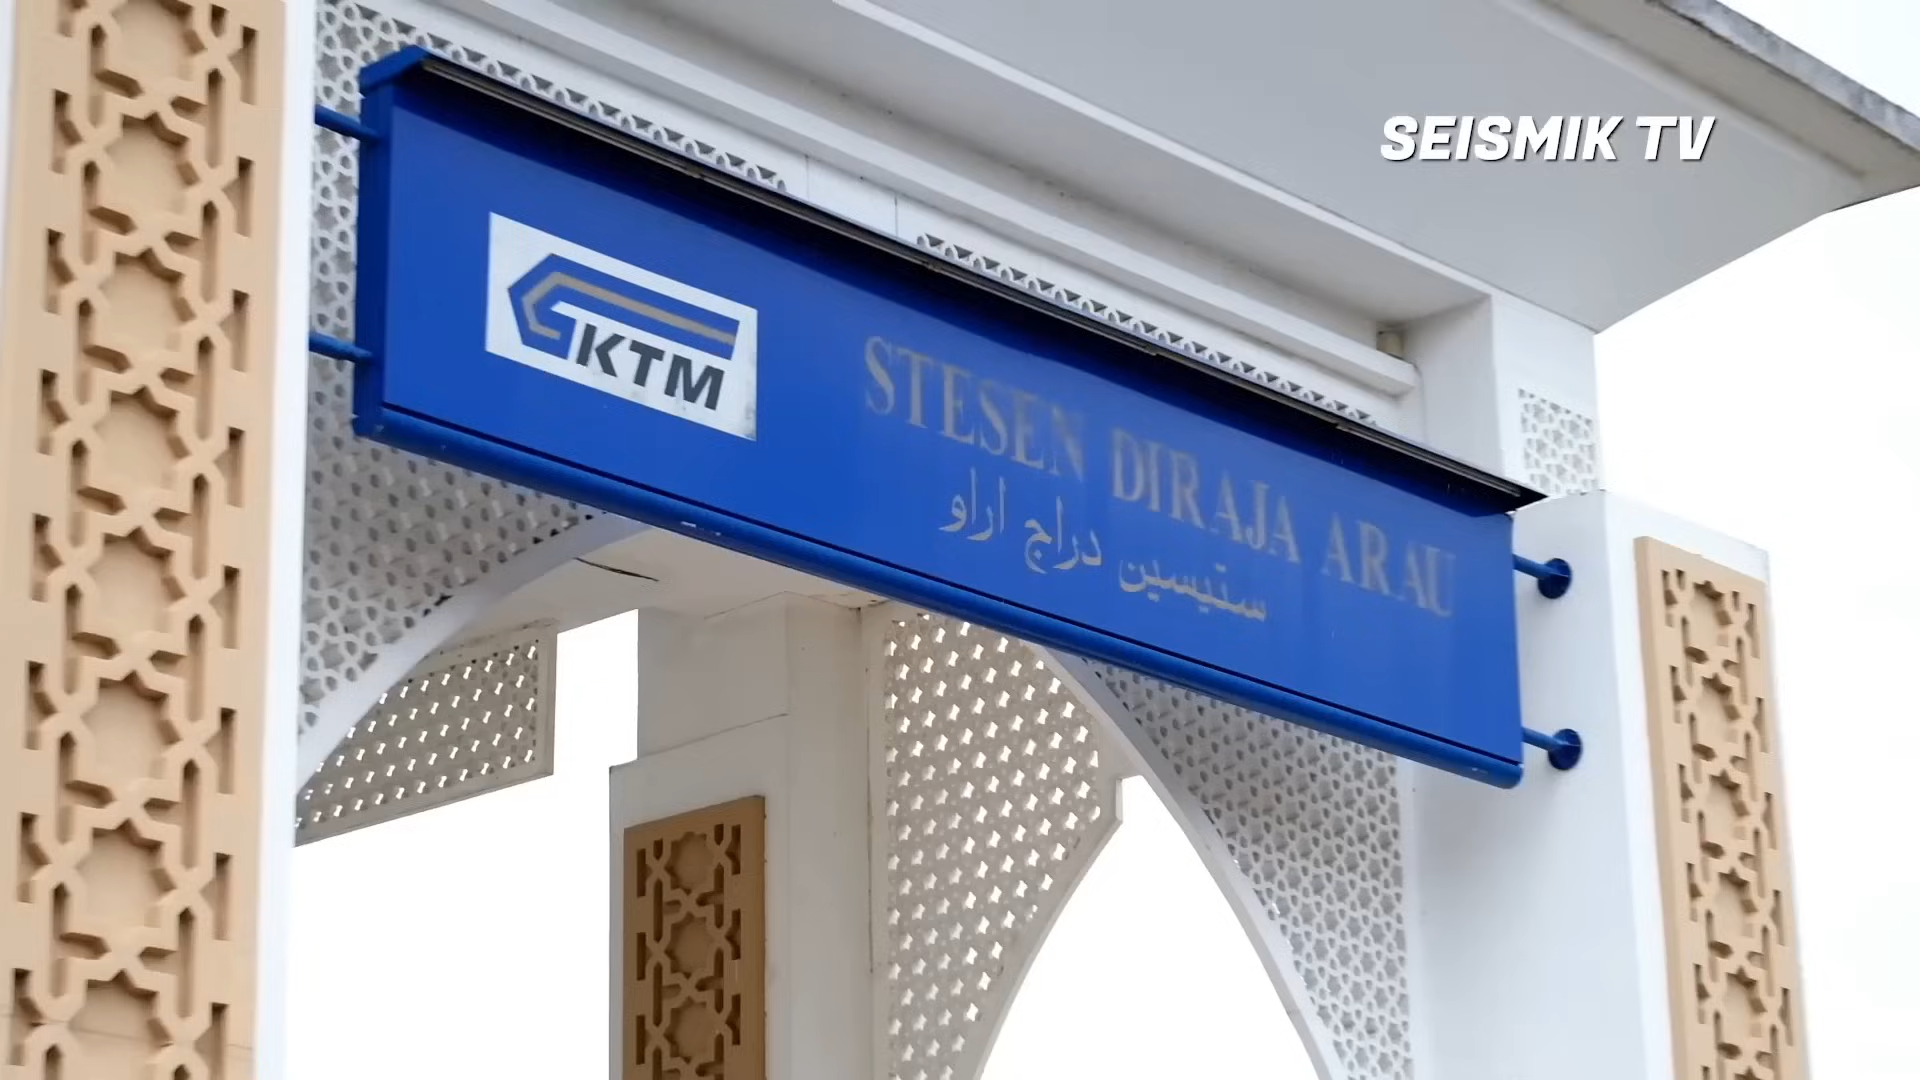 SEISMIK TV
KTM
STESEN DIRAJA ARAU
ستيسين دراج اراو